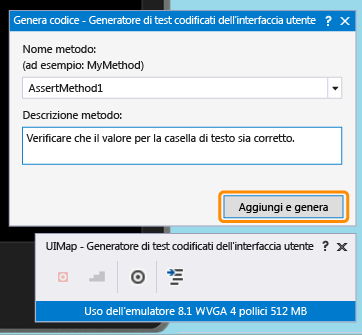 Genera codice - Generatore di test codificati dell'interfaccia utente ?
Nome metodo:
(ad esempio: MyMethod)
AssertMethod1
Descrizione metodo:
Verificare che il valore per la casella di testo sia corretto.
Aggiungi e genera
UIMap - Generatore di test codificati dell'interfaccia utente ?
Uso dell'emulatore 8.1 WVGA 4 pollici 512 MB